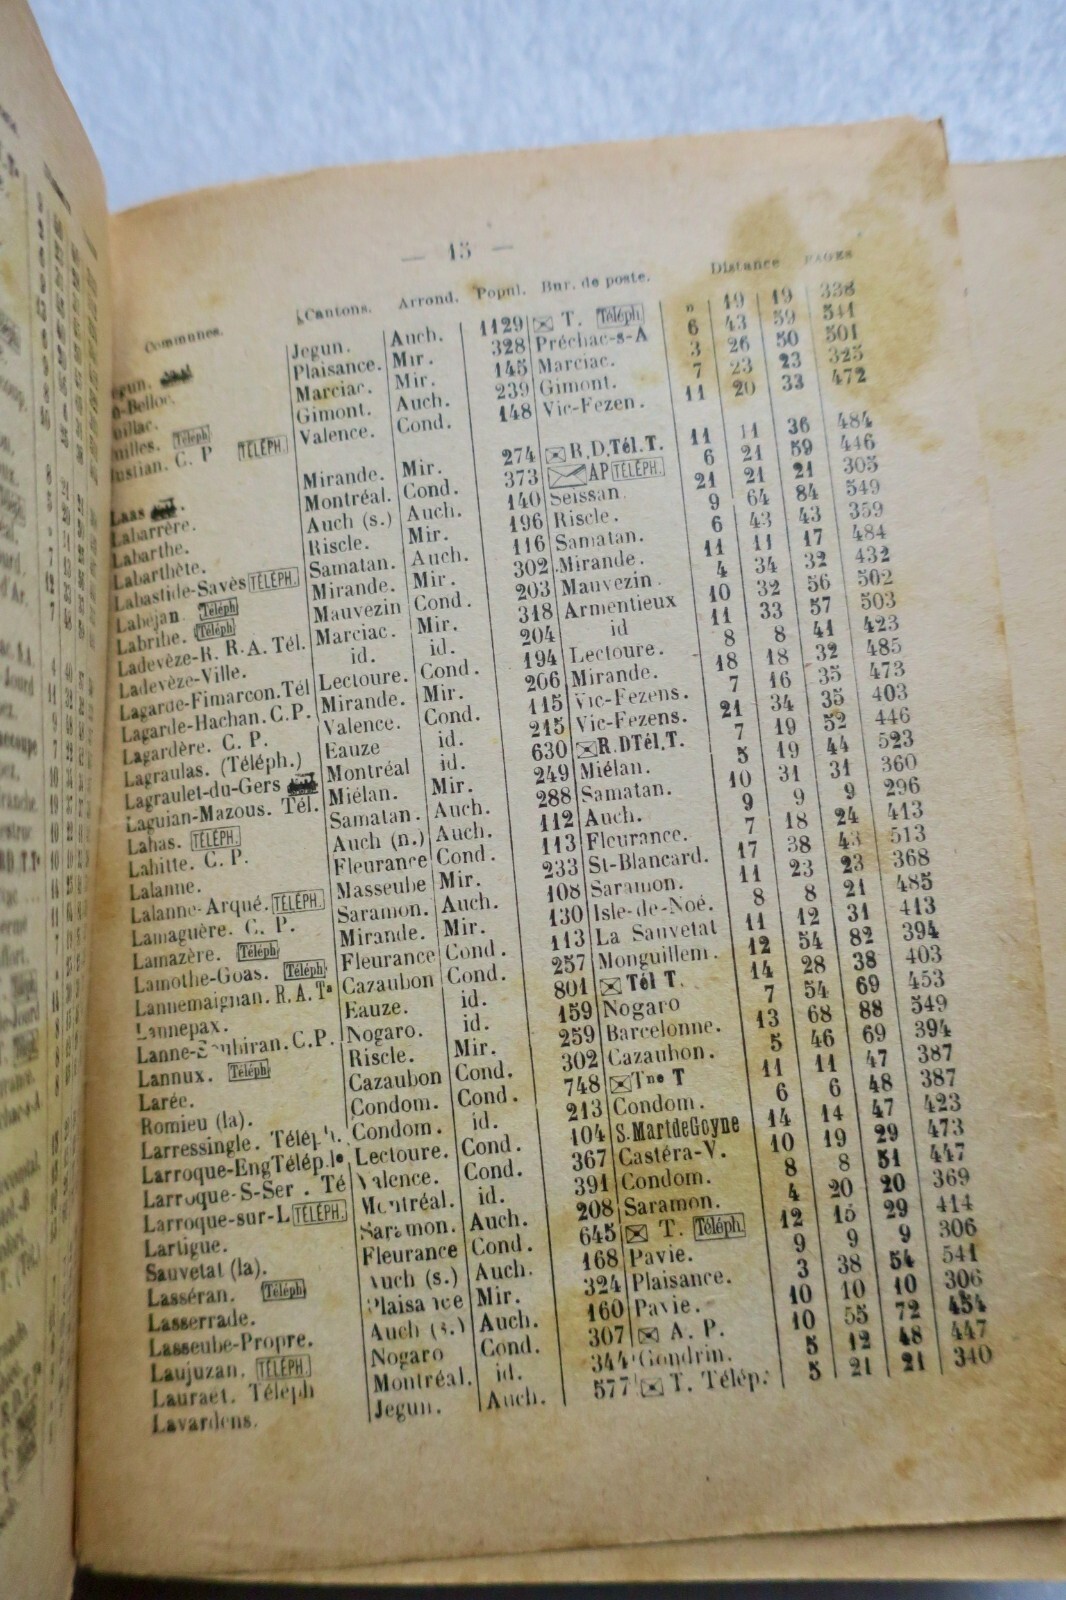 — 15 —
Communes. Cantons. Arrond. Popul. Bur. de poste. Distance PAGES
egun. Jegun. Auch. 1129 T. Téléph " 19 19 338
n-Belloc. Plaisance. Mir. 328 Préchac-s-A 6 43 59 541
uillac. Marciac. Mir. 145 Marciac. 3 26 50 501
milles. Téléph Gimont. Auch. 239 Gimont. 7 23 23 325
ustian. C. P TÉLÉPH. Valence. Cond. 148 Vic-Fezen. 11 20 33 472
Laas. Mirande. Mir. 274 R.D.Tél.T. 11 11 36 484
Labarrère. Montréal. Cond. 373 AP TÉLÉPH. 6 21 59 446
Labarthe. Auch (s.) Auch. 140 Seissan. 21 21 21 305
Labarthète. Riscle. Mir. 196 Riscle. 9 64 84 549
Labastide-Savès TÉLÉPH. Samatan. Auch. 116 Samatan. 6 43 43 359
Labéjan Téléph Mirande. Mir. 302 Mirande. 11 11 17 484
Labrihe. Téléph Mauvezin Cond. 203 Mauvezin. 4 34 32 432
Ladevèze-R. R.A. Tél. Marciac. Mir. 318 Armentieux 10 32 56 502
Ladevèze-Ville. id. id. 204 id 11 33 57 503
Lagarde-Fimarcon.Tél Lectoure. Cond. 194 Lectoure. 8 8 41 423
Lagarde-Hachan.C.P. Mirande. Mir. 206 Mirande. 18 18 32 485
Lagardère. C. P. Valence. Cond. 115 Vic-Fezens. 7 16 35 473
Lagraulas. (Téléph.) Eauze id. 215 Vic-Fezens. 21 34 35 403
Lagraulet-du-Gers Montréal id. 630 R.DTél.T. 7 19 52 446
Laguian-Mazous. Tél. Miélan. Mir. 249 Miélan. 5 19 44 523
Lahas. TÉLÉPH. Samatan. Auch. 288 Samatan. 10 31 31 360
Lahitte. C. P. Auch (n.) Auch. 112 Auch. 9 9 9 296
Lalanne. Fleurance Cond. 113 Fleurance. 7 18 24 413
Lalanne-Arqué. TÉLÉPH. Masseube Mir. 233 St-Blancard. 17 38 43 513
Lamaguère. C. P. Saramon. Auch. 108 Saramon. 11 23 23 368
Lamazère. Téléph Mirande. Mir. 130 Isle-de-Noé. 8 8 21 485
Lamothe-Goas. Téléph Fleurance Cond. 113 La Sauvetat 11 12 31 413
Lannemaignan. R.A.Te Cazaubon Cond. 257 Monguillem. 12 54 82 394
Lannepax. Eauze. id. 801 Tél T. 14 28 38 403
Lanne-Soubiran.C.P. Nogaro. id. 159 Nogaro 7 54 69 453
Lannux. Téléph Riscle. Mir. 259 Barcelonne. 13 68 88 549
Larée. Cazaubon Cond. 302 Cazaubon. 5 46 69 394
Romieu (la). Condom. Cond. 748 Tne T 11 11 47 387
Larressingle. Téléph. Condom. id. 213 Condom. 6 6 48 387
Larroque-EngTélép. Lectoure. Cond. 104 S.MartdeGoyne 14 14 47 423
Larroque-S-Ser. Té Valence. Cond. 367 Castéra-V. 10 19 29 473
Larroque-sur-L TÉLÉPH. Montréal. id. 391 Condom. 8 8 51 447
Lartigue. Saramon. Auch. 208 Saramon. 4 20 20 369
Sauvetat (la). Fleurance Cond. 645 T. Téléph 12 15 29 414
Lasséran. Téléph Auch (s.) Auch. 168 Pavie. 9 9 9 306
Lasserrade. Plaisance Mir. 324 Plaisance. 3 38 54 541
Lasseube-Propre. Auch (s.) Auch. 160 Pavie. 10 10 10 306
Laujuzan. TÉLÉPH. Nogaro Cond. 307 A. P. 10 55 72 454
Lauraet. Téléph Montréal. id. 344 Gondrin. 5 12 48 447
Lavardens. Jegun. Auch. 577 T. Télép. 5 21 21 340